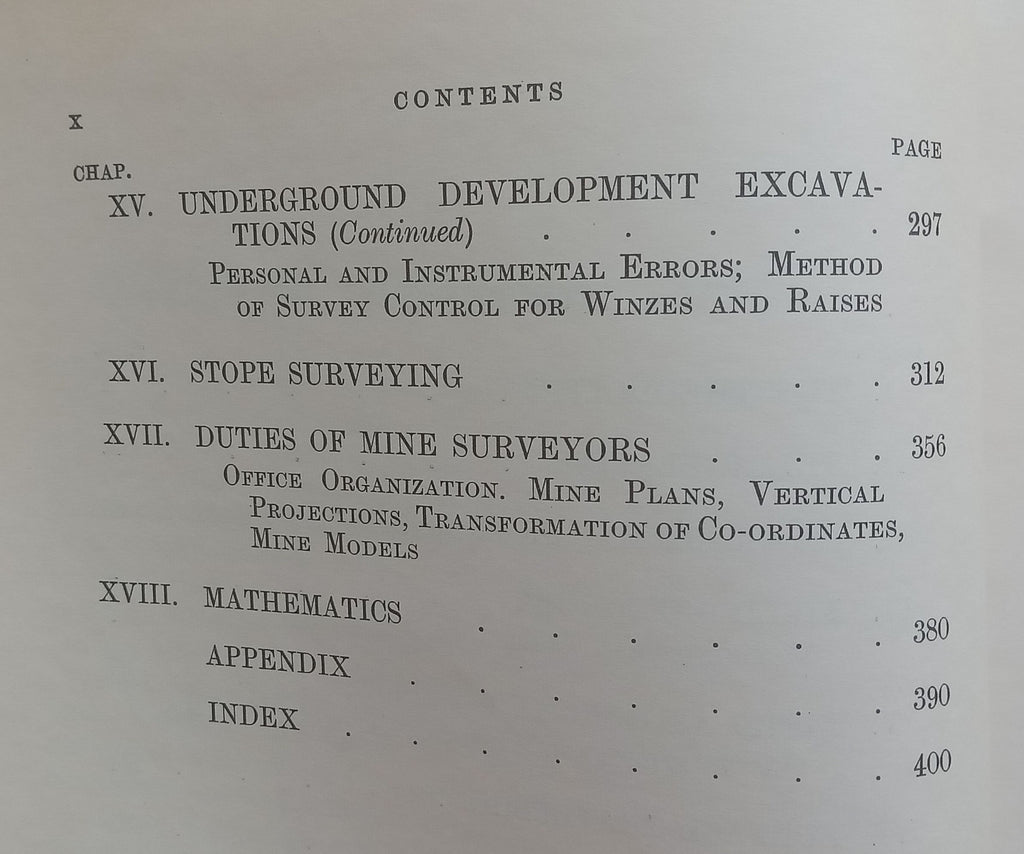 CONTENTS
X
PAGE
CHAP.
XV. UNDERGROUND DEVELOPMENT EXCAVA-
TIONS (Continued) . . . . . 297
PERSONAL AND INSTRUMENTAL ERRORS; METHOD
OF SURVEY CONTROL FOR WINZES AND RAISES
XVI. STOPE SURVEYING . . . . . 312
XVII. DUTIES OF MINE SURVEYORS . . . 356
OFFICE ORGANIZATION. MINE PLANS, VERTICAL
PROJECTIONS, TRANSFORMATION OF CO-ORDINATES,
MINE MODELS
XVIII. MATHEMATICS . . . . . . 380
APPENDIX . . . . . . . 390
INDEX . . . . . . . . 400